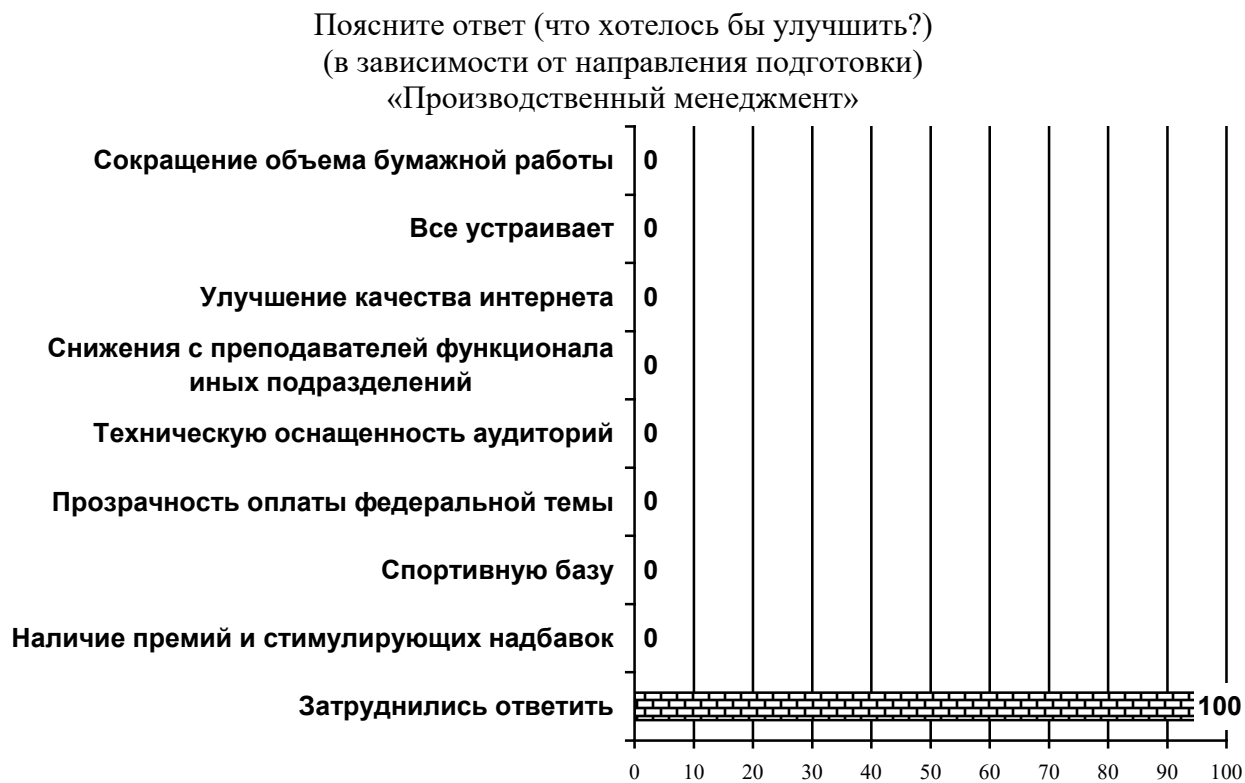 Поясните ответ (что хотелось бы улучшить?)
(в зависимости от направления подготовки)
«Производственный менеджмент»
Сокращение объема бумажной работы 0
Все устраивает 0
Улучшение качества интернета 0
Снижения с преподавателей функционала
иных подразделений 0
Техническую оснащенность аудиторий 0
Прозрачность оплаты федеральной темы 0
Спортивную базу 0
Наличие премий и стимулирующих надбавок 0
Затруднились ответить 100
0 10 20 30 40 50 60 70 80 90 100